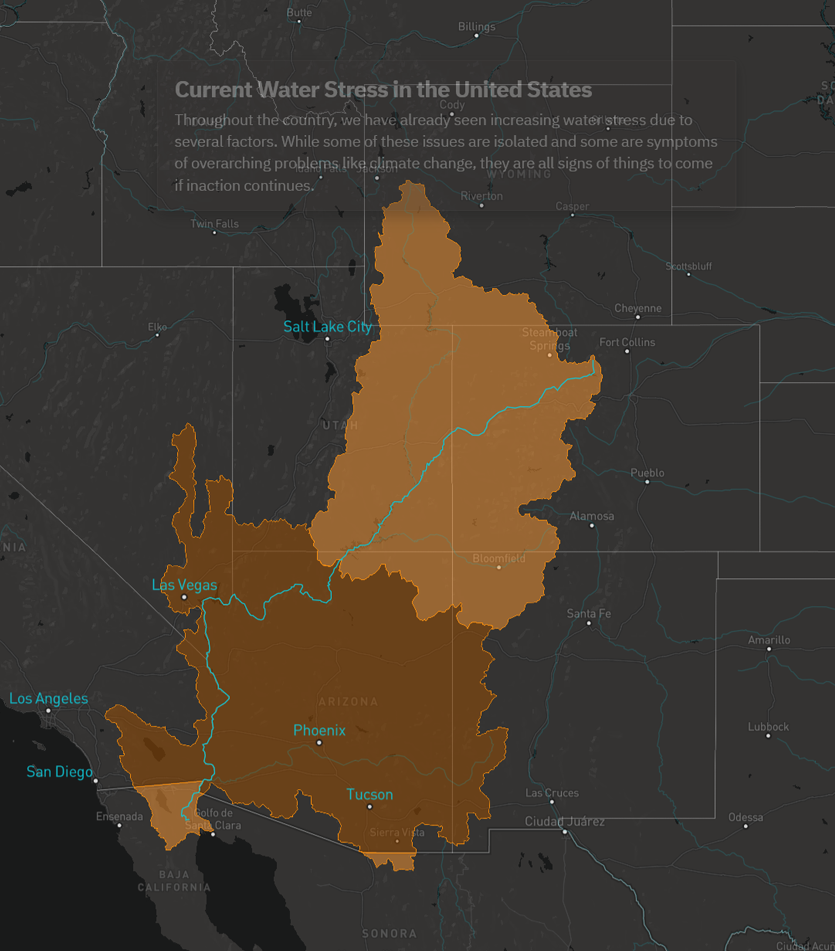 Butte
Billings
Current Water Stress in the United States
Cody
Throughout the country, we have already seen increasing water stress due to
several factors. While some of these issues are isolated and some are symptoms
of overarching problems like climate change, they are all signs of things to come
Idaho Falls
Jackson
WYOMING
if inaction continues.
Riverton
Casper
Twin Falls
Scottsbluff
Cheyenne
Elko
Salt Lake City
Steamboat
Springs
Fort Collins
UTAH
Pueblo
Alamosa
NIA
Bloomfield
Las Vegas
Santa Fe
Amarillo
Los Angeles
ARIZONA
Phoenix
Lubbock
San Diego
Tucson
Las Cruces
Ensenada
Golfo de
Santa Clara
Sierra Vista
Ciudad Juárez
Odessa
BAJA
CALIFORNIA
SONORA
Ciudad Acuñ